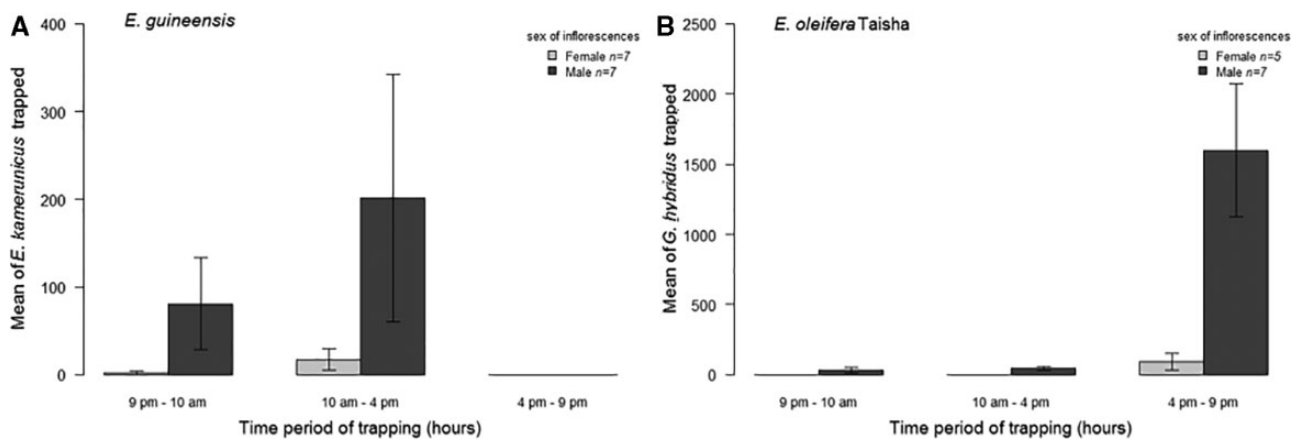 A
E. guineensis
sex of inflorescences
Female n=7
Male n=7
Mean of E. kamerunicus trapped
400
300
200
100
0
9 pm - 10 am
10 am - 4 pm
4 pm - 9 pm
Time period of trapping (hours)
B
E. oleifera Taisha
sex of inflorescences
Female n=5
Male n=7
Mean of G. hybridus trapped
2500
2000
1500
1000
500
0
9 pm - 10 am
10 am - 4 pm
4 pm - 9 pm
Time period of trapping (hours)